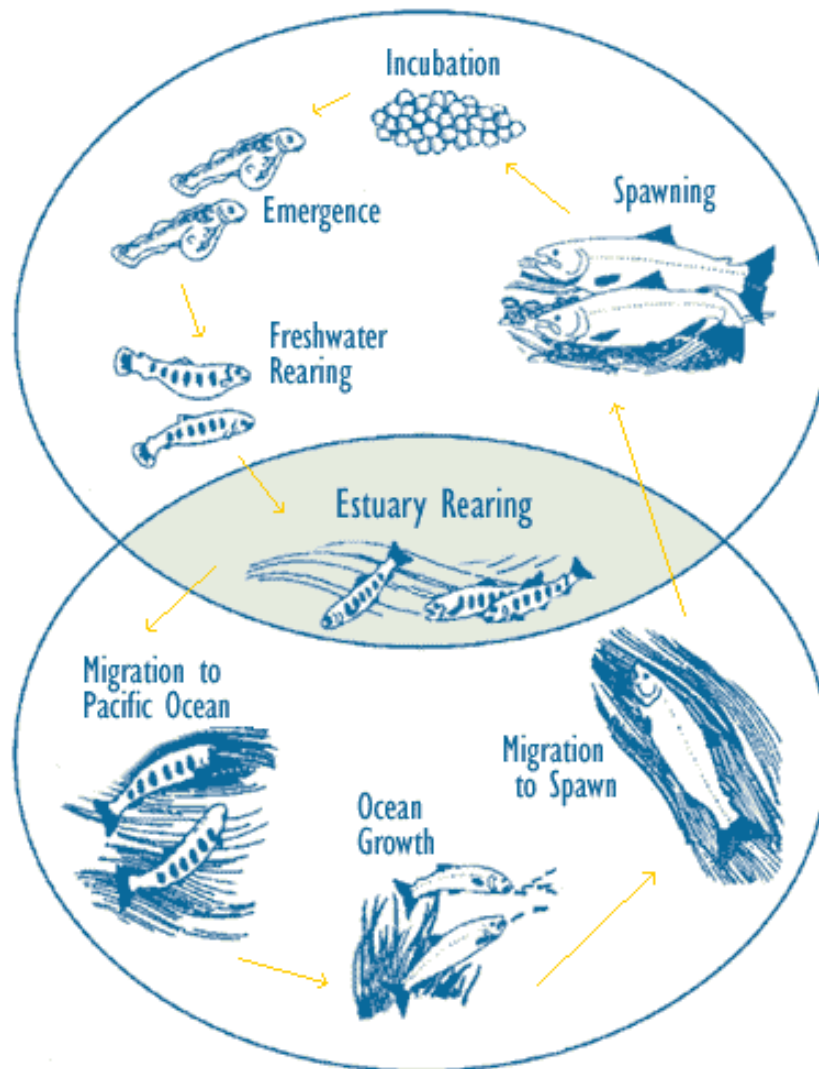 Incubation
Emergence
Spawning
Freshwater
Rearing
Estuary Rearing
Migration to
Pacific Ocean
Ocean
Growth
Migration
to Spawn